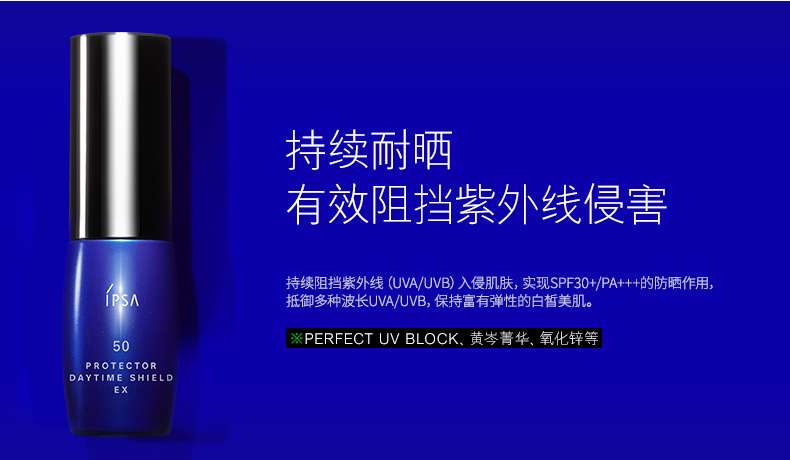 持续耐晒
有效阻挡紫外线侵害
持续阻挡紫外线（UVA/UVB）入侵肌肤，实现SPF30+/PA+++的防晒作用，
抵御多种波长UVA/UVB，保持富有弹性的白皙美肌。
※PERFECT UV BLOCK、黄岑菁华、氧化锌等
IPSA
50
PROTECTOR
DAYTIME SHIELD
EX